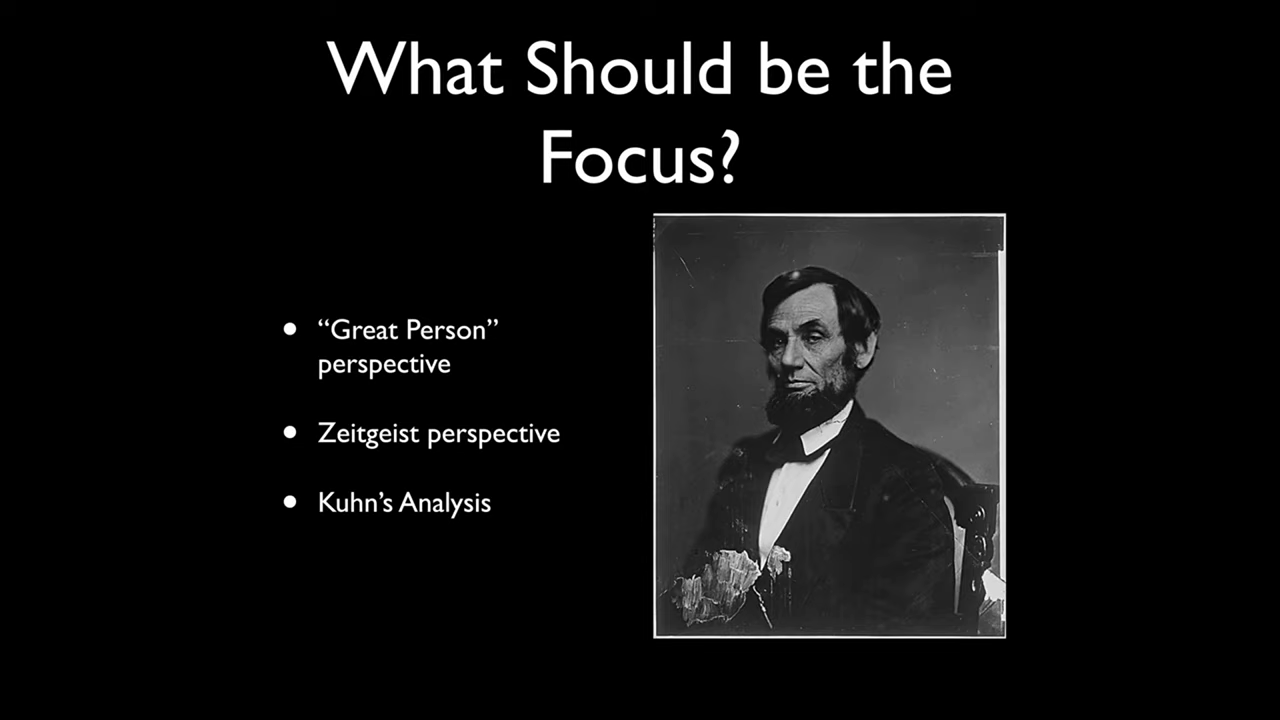 What Should be the
Focus?
• “Great Person”
perspective
• Zeitgeist perspective
• Kuhn’s Analysis